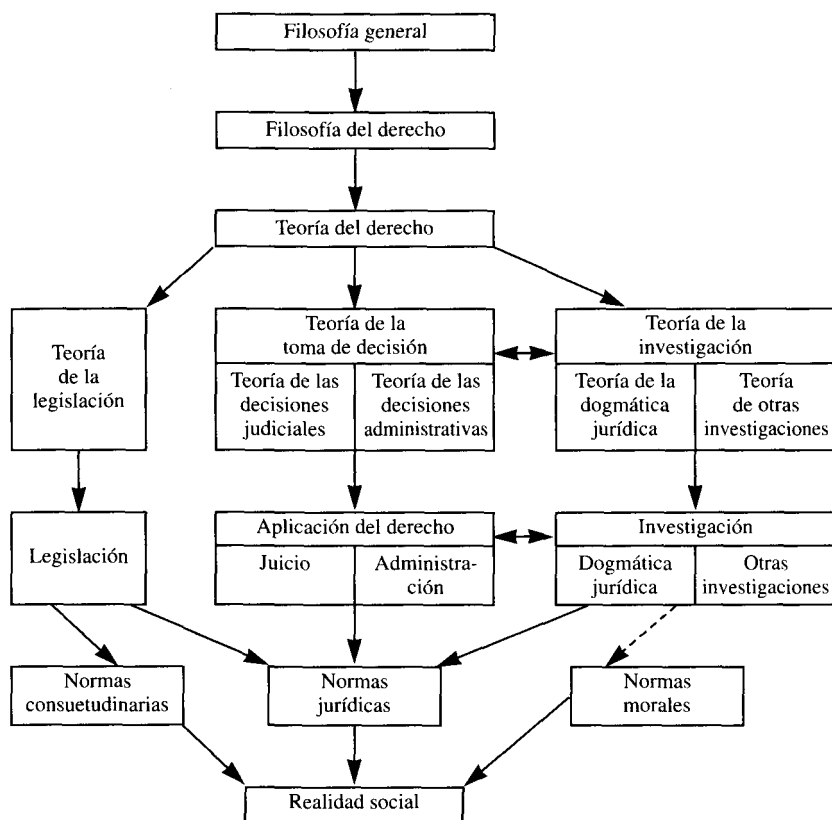 Filosofía general
Filosofía del derecho
Teoría del derecho
Teoría
de la
legislación
Teoría de la
toma de decisión
Teoría de las
decisiones
judiciales
Teoría de las
decisiones
administrativas
Teoría de la
investigación
Teoría de la
dogmática
jurídica
Teoría
de otras
investigaciones
Legislación
Aplicación del derecho
Juicio
Administra-
ción
Investigación
Dogmática
jurídica
Otras
investigaciones
Normas
consuetudinarias
Normas
jurídicas
Normas
morales
Realidad social